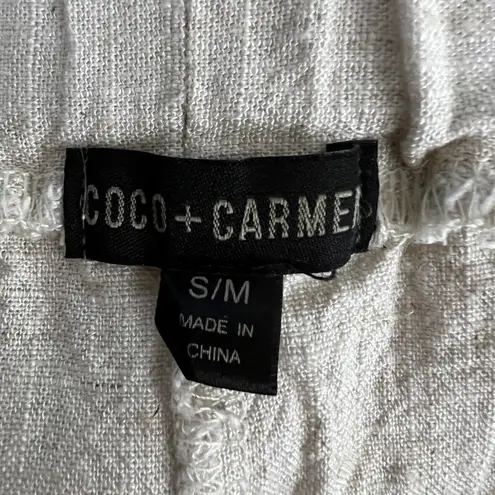 COCO + CARMEN
S/M
MADE IN
CHINA